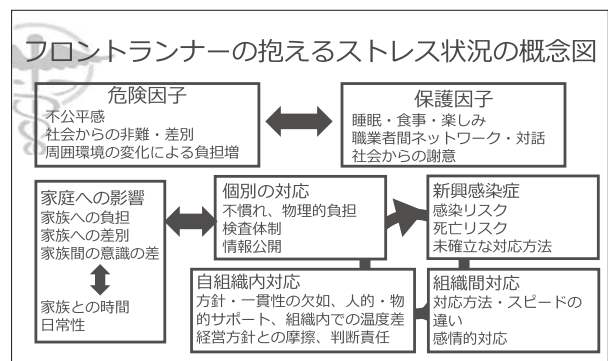 フロントランナーの抱えるストレス状況の概念図
危険因子
不公平感
社会からの非難・差別
周囲環境の変化による負担増
保護因子
睡眠・食事・楽しみ
職業者間ネットワーク・対話
社会からの謝意
家庭への影響
家族への負担
家族への差別
家族間の意識の差
家族との時間
日常性
個別の対応
不慣れ、物理的負担
検査体制
情報公開
新興感染症
感染リスク
死亡リスク
未確立な対応方法
自組織内対応
方針・一貫性の欠如、人的・物
的サポート、組織内での温度差
経営方針との摩擦、判断責任
組織間対応
対応方法・スピードの
違い
感情的対応